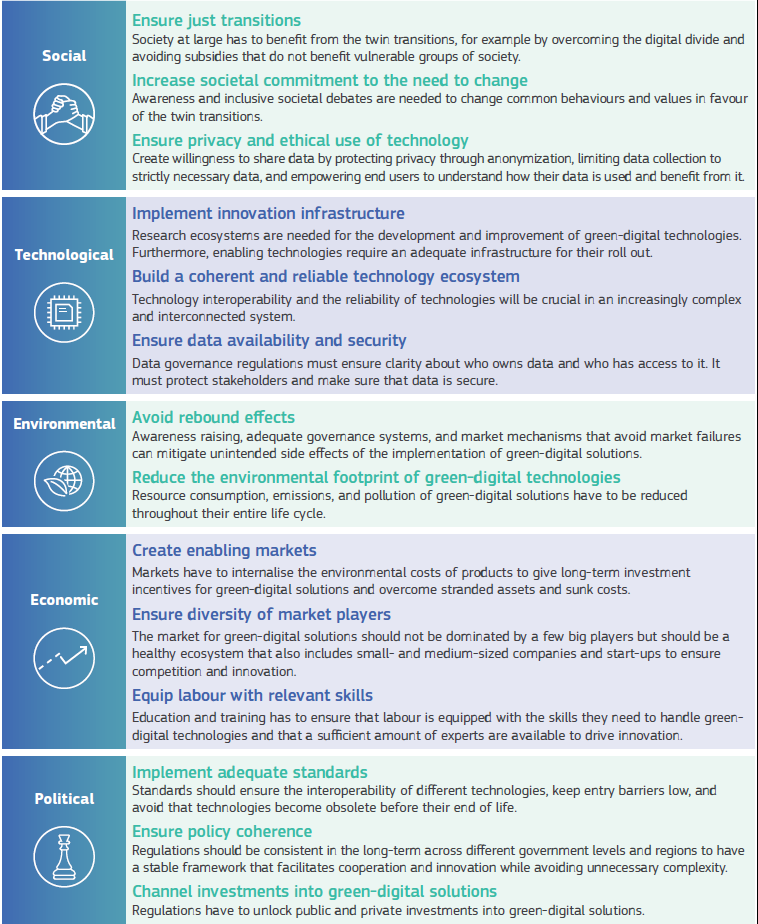 Social
Ensure just transitions
Society at large has to benefit from the twin transitions, for example by overcoming the digital divide and
avoiding subsidies that do not benefit vulnerable groups of society.
Increase societal commitment to the need to change
Awareness and inclusive societal debates are needed to change common behaviours and values in favour
of the twin transitions.
Ensure privacy and ethical use of technology
Create willingness to share data by protecting privacy through anonymization, limiting data collection to
strictly necessary data, and empowering end users to understand how their data is used and benefit from it.
Technological
Implement innovation infrastructure
Research ecosystems are needed for the development and improvement of green-digital technologies.
Furthermore, enabling technologies require an adequate infrastructure for their roll out.
Build a coherent and reliable technology ecosystem
Technology interoperability and the reliability of technologies will be crucial in an increasingly complex
and interconnected system.
Ensure data availability and security
Data governance regulations must ensure clarity about who owns data and who has access to it. It
must protect stakeholders and make sure that data is secure.
Environmental
Avoid rebound effects
Awareness raising, adequate governance systems, and market mechanisms that avoid market failures
can mitigate unintended side effects of the implementation of green-digital solutions.
Reduce the environmental footprint of green-digital technologies
Resource consumption, emissions, and pollution of green-digital solutions have to be reduced
throughout their entire life cycle.
Economic
Create enabling markets
Markets have to internalise the environmental costs of products to give long-term investment
incentives for green-digital solutions and overcome stranded assets and sunk costs.
Ensure diversity of market players
The market for green-digital solutions should not be dominated by a few big players but should be a
healthy ecosystem that also includes small- and medium-sized companies and start-ups to ensure
competition and innovation.
Equip labour with relevant skills
Education and training has to ensure that labour is equipped with the skills they need to handle green-
digital technologies and that a sufficient amount of experts are available to drive innovation.
Political
Implement adequate standards
Standards should ensure the interoperability of different technologies, keep entry barriers low, and
avoid that technologies become obsolete before their end of life.
Ensure policy coherence
Regulations should be consistent in the long-term across different government levels and regions to have
a stable framework that facilitates cooperation and innovation while avoiding unnecessary complexity.
Channel investments into green-digital solutions
Regulations have to unlock public and private investments into green-digital solutions.